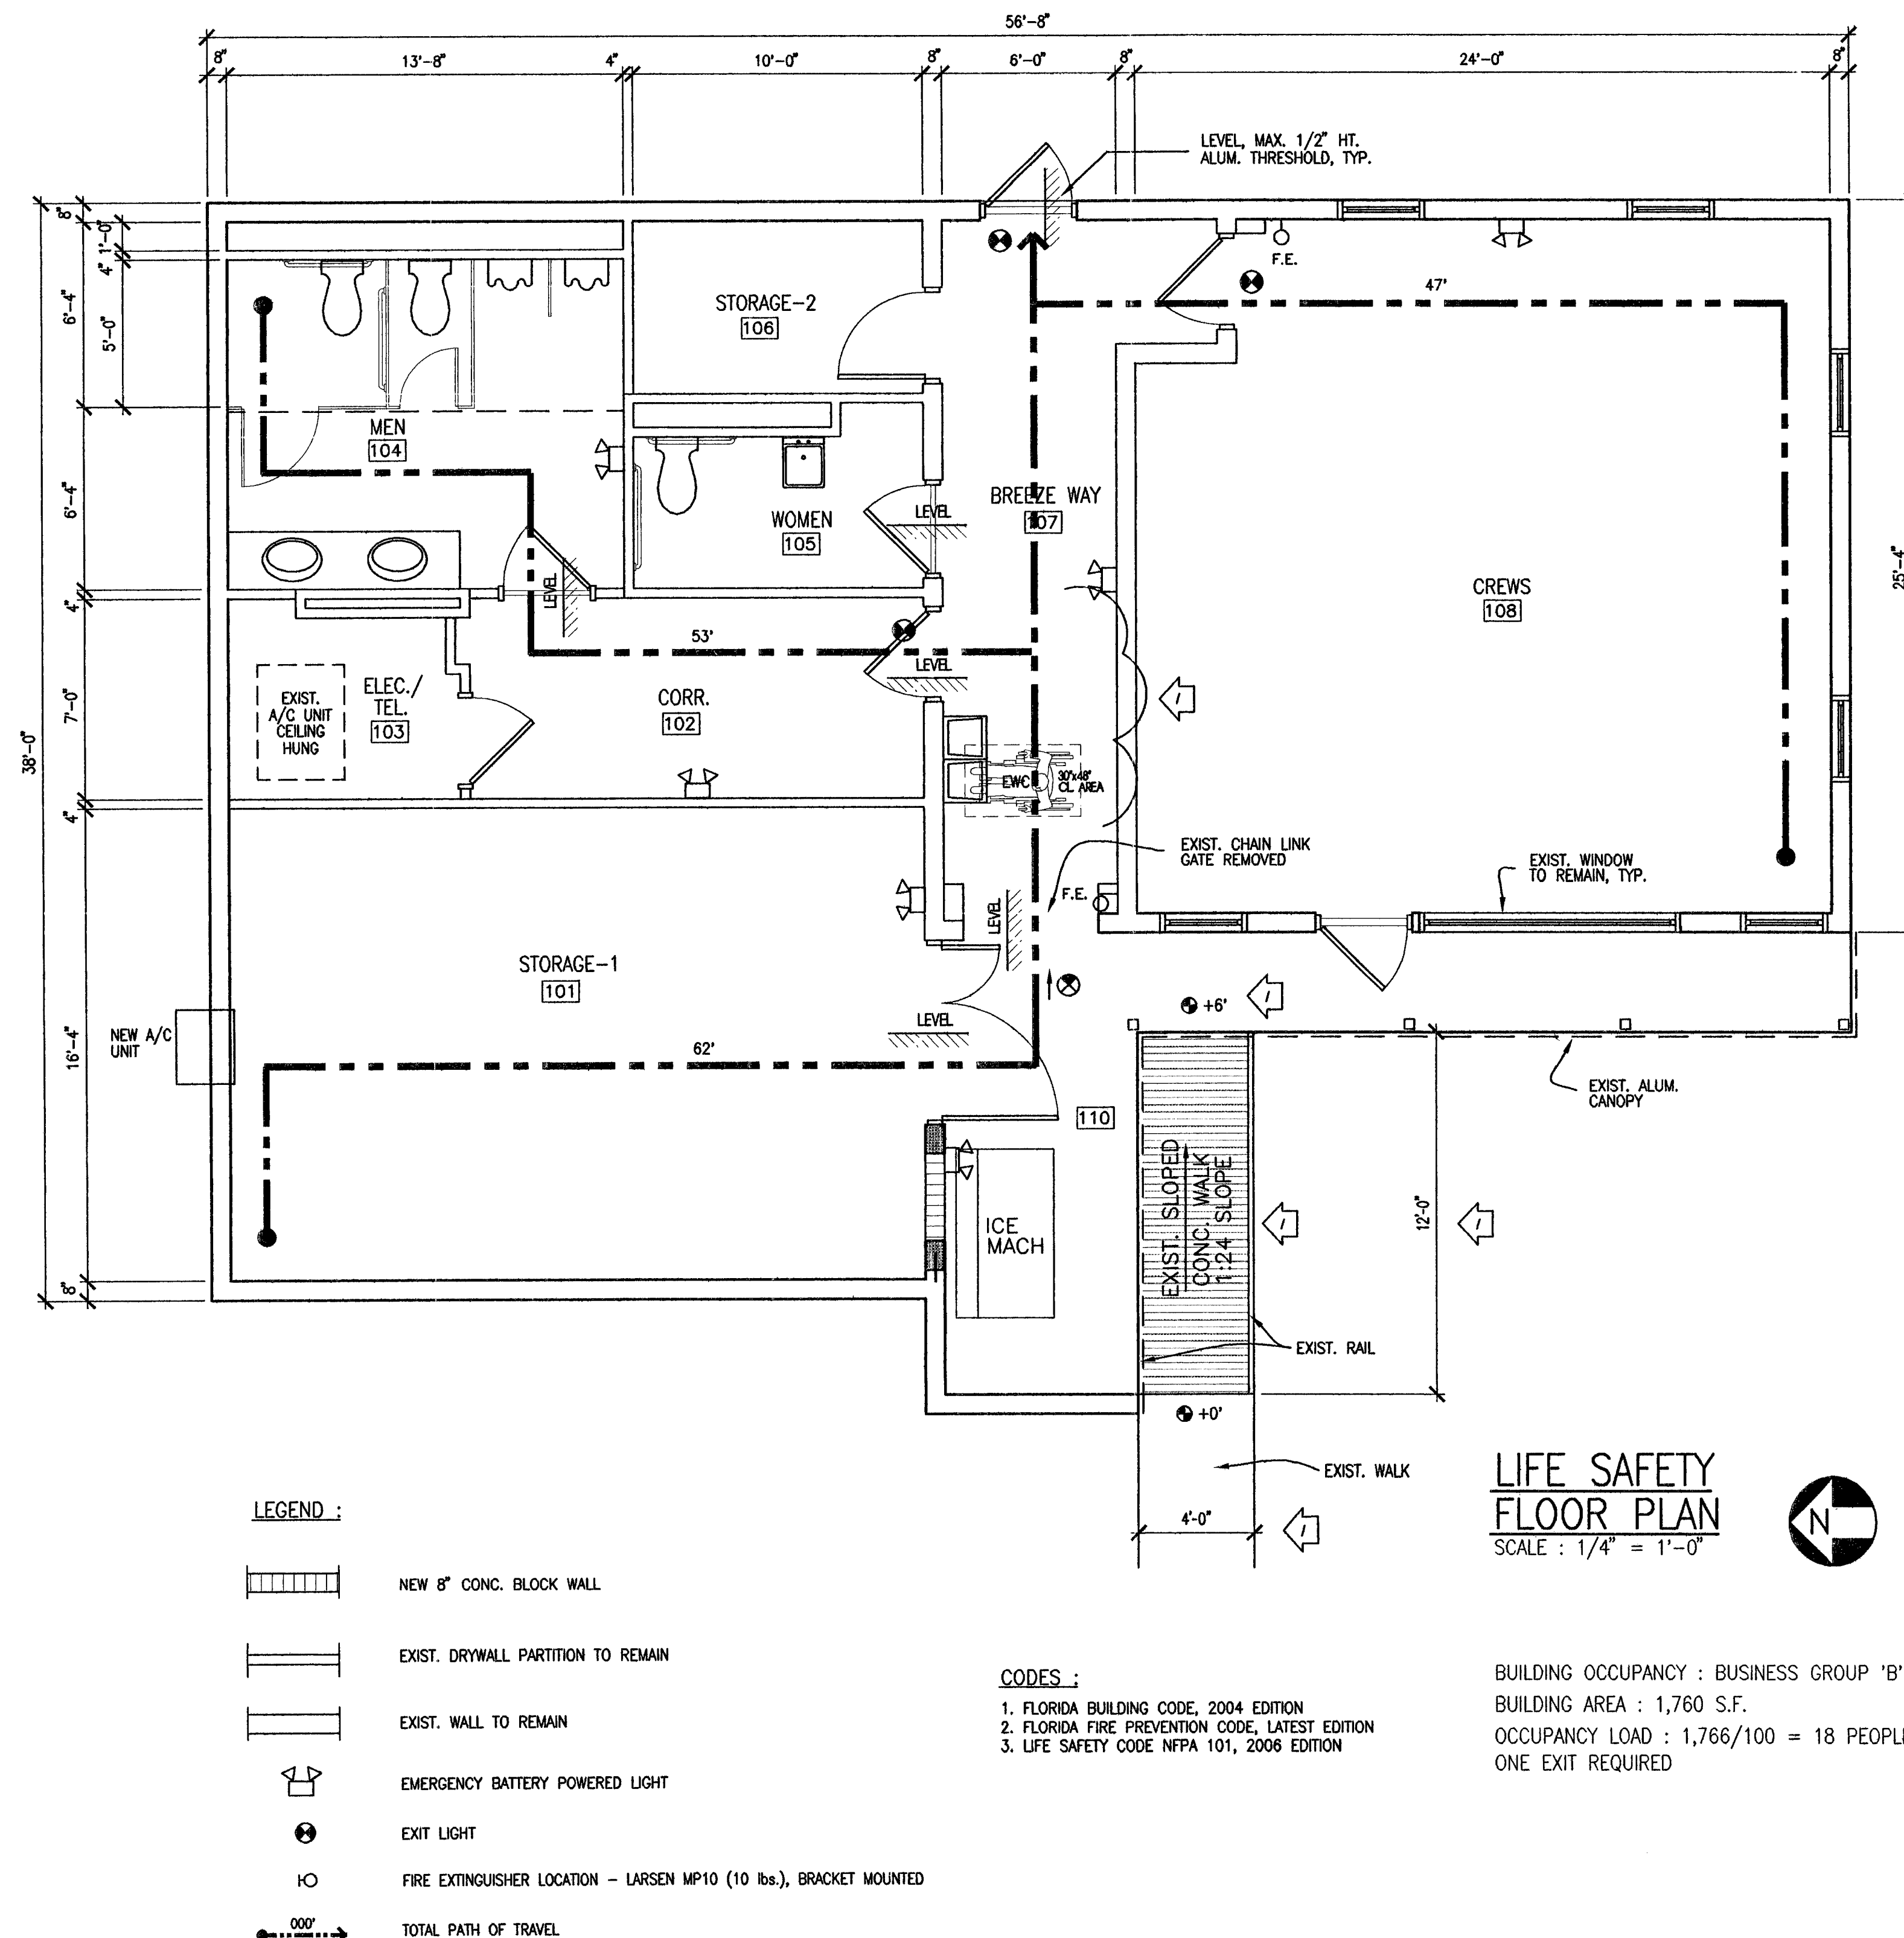 56'-8"
8" 13'-8" 4" 10'-0" 8" 6'-0" 8" 24'-0" 8"
LEVEL, MAX. 1/2" HT.
ALUM. THRESHOLD, TYP.
8"
1'-0"
4"
6'-4"
5'-0"
6'-4"
4"
7'-0"
38'-0"
4"
16'-4"
8"
25'-4"
F.E.
47'
STORAGE-2
106
MEN
104
WOMEN
105
LEVEL
BREEZE WAY
107
CREWS
108
LEVEL
53'
LEVEL
EXIST.
A/C UNIT
CEILING
HUNG
ELEC./
TEL.
103
CORR.
102
EWC
30"x48"
CL. AREA
EXIST. CHAIN LINK
GATE REMOVED
EXIST. WINDOW
TO REMAIN, TYP.
F.E.
LEVEL
STORAGE-1
101
LEVEL
+6'
NEW A/C
UNIT
62'
EXIST. ALUM.
CANOPY
110
EXIST. SLOPED
CONC. WALK
1:24 SLOPE
12'-0"
ICE
MACH
EXIST. RAIL
+0'
EXIST. WALK
4'-0"
1
1
1
1
1
LIFE SAFETY
FLOOR PLAN
SCALE : 1/4" = 1'-0"
N
LEGEND :
NEW 8" CONC. BLOCK WALL
EXIST. DRYWALL PARTITION TO REMAIN
EXIST. WALL TO REMAIN
EMERGENCY BATTERY POWERED LIGHT
EXIT LIGHT
FIRE EXTINGUISHER LOCATION - LARSEN MP10 (10 lbs.), BRACKET MOUNTED
000'
TOTAL PATH OF TRAVEL
CODES :
1. FLORIDA BUILDING CODE, 2004 EDITION
2. FLORIDA FIRE PREVENTION CODE, LATEST EDITION
3. LIFE SAFETY CODE NFPA 101, 2006 EDITION
BUILDING OCCUPANCY : BUSINESS GROUP 'B'
BUILDING AREA : 1,760 S.F.
OCCUPANCY LOAD : 1,766/100 = 18 PEOPLE
ONE EXIT REQUIRED